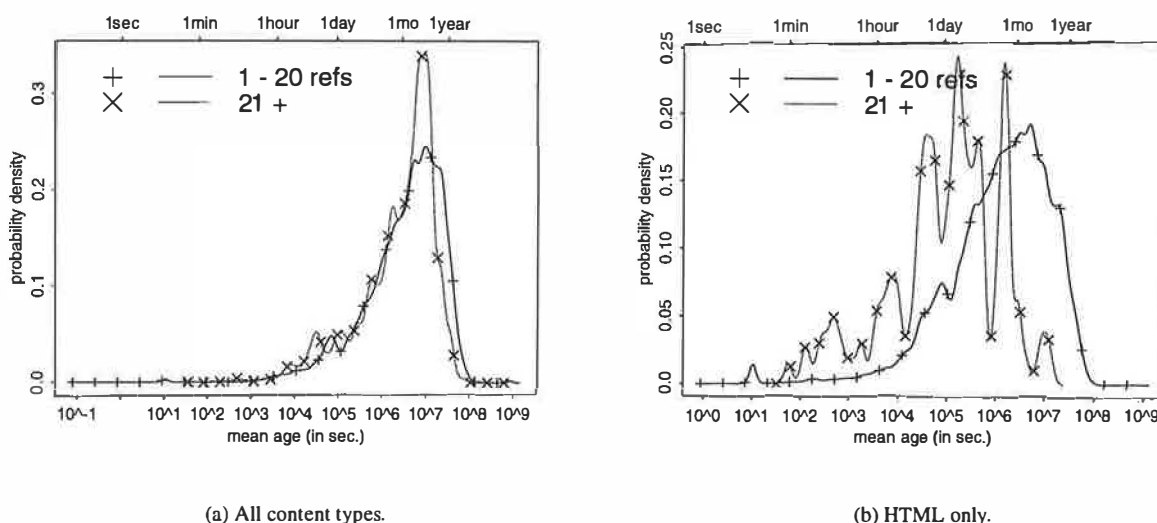 1sec 1min 1hour 1day 1mo 1year
0.3
0.2
0.1
0.0
probability density
+ 1 - 20 refs
× 21 +
10^-1 10^1 10^2 10^3 10^4 10^5 10^6 10^7 10^8 10^9
mean age (in sec.)
(a) All content types.
1sec 1min 1hour 1day 1mo 1year
0.25
0.20
0.15
0.10
0.05
0.0
probability density
+ 1 - 20 refs
× 21 +
10^0 10^1 10^2 10^3 10^4 10^5 10^6 10^7 10^8 10^9
mean age (in sec.)
(b) HTML only.